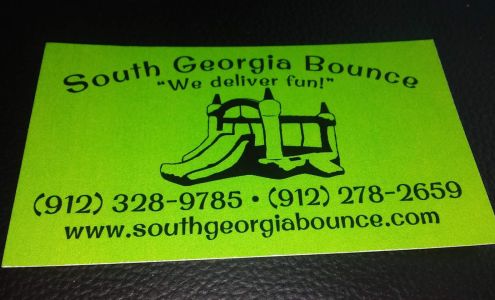 South Georgia Bounce
"We deliver fun!"
(912) 328-9785 • (912) 278-2659
www.southgeorgiabounce.com